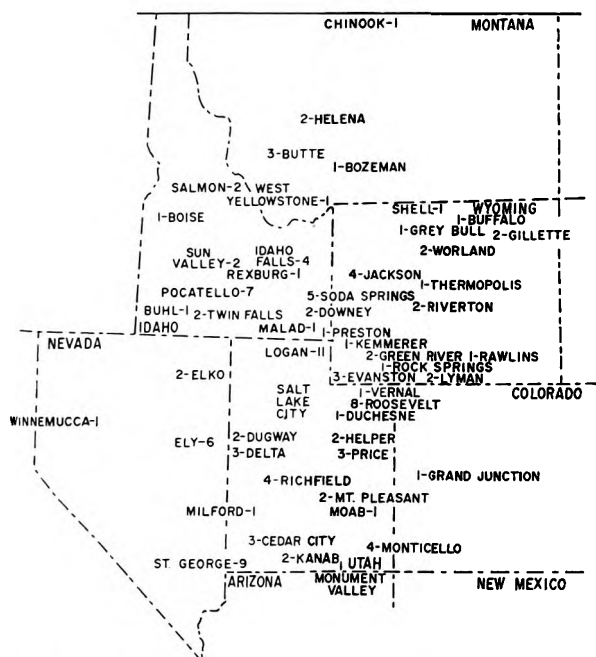 CHINOOK-1 MONTANA
2-HELENA
3-BUTTE
1-BOZEMAN
SALMON-2 WEST
YELLOWSTONE-1
1-BOISE
SHELL-1 WYOMING
1-BUFFALO
1-GREY BULL 2-GILLETTE
2-WORLAND
SUN
VALLEY-2
IDAHO
FALLS-4
REXBURG-1
4-JACKSON
1-THERMOPOLIS
POCATELLO-7
5-SODA SPRINGS
2-RIVERTON
BUHL-1 2-TWIN FALLS
2-DOWNEY
IDAHO
MALAD-1
1-PRESTON
NEVADA
1-KEMMERER
LOGAN-11
2-GREEN RIVER 1-RAWLINS
1-ROCK SPRINGS
2-ELKO
3-EVANSTON 2-LYMAN
SALT
LAKE
CITY
1-VERNAL
COLORADO
8-ROOSEVELT
1-DUCHESNE
WINNEMUCCA-1
ELY-6
2-DUGWAY
2-HELPER
3-DELTA
3-PRICE
4-RICHFIELD
1-GRAND JUNCTION
2-MT. PLEASANT
MILFORD-1
MOAB-1
3-CEDAR CITY
4-MONTICELLO
ST. GEORGE-9
2-KANAB
UTAH
ARIZONA
MONUMENT
VALLEY
NEW MEXICO